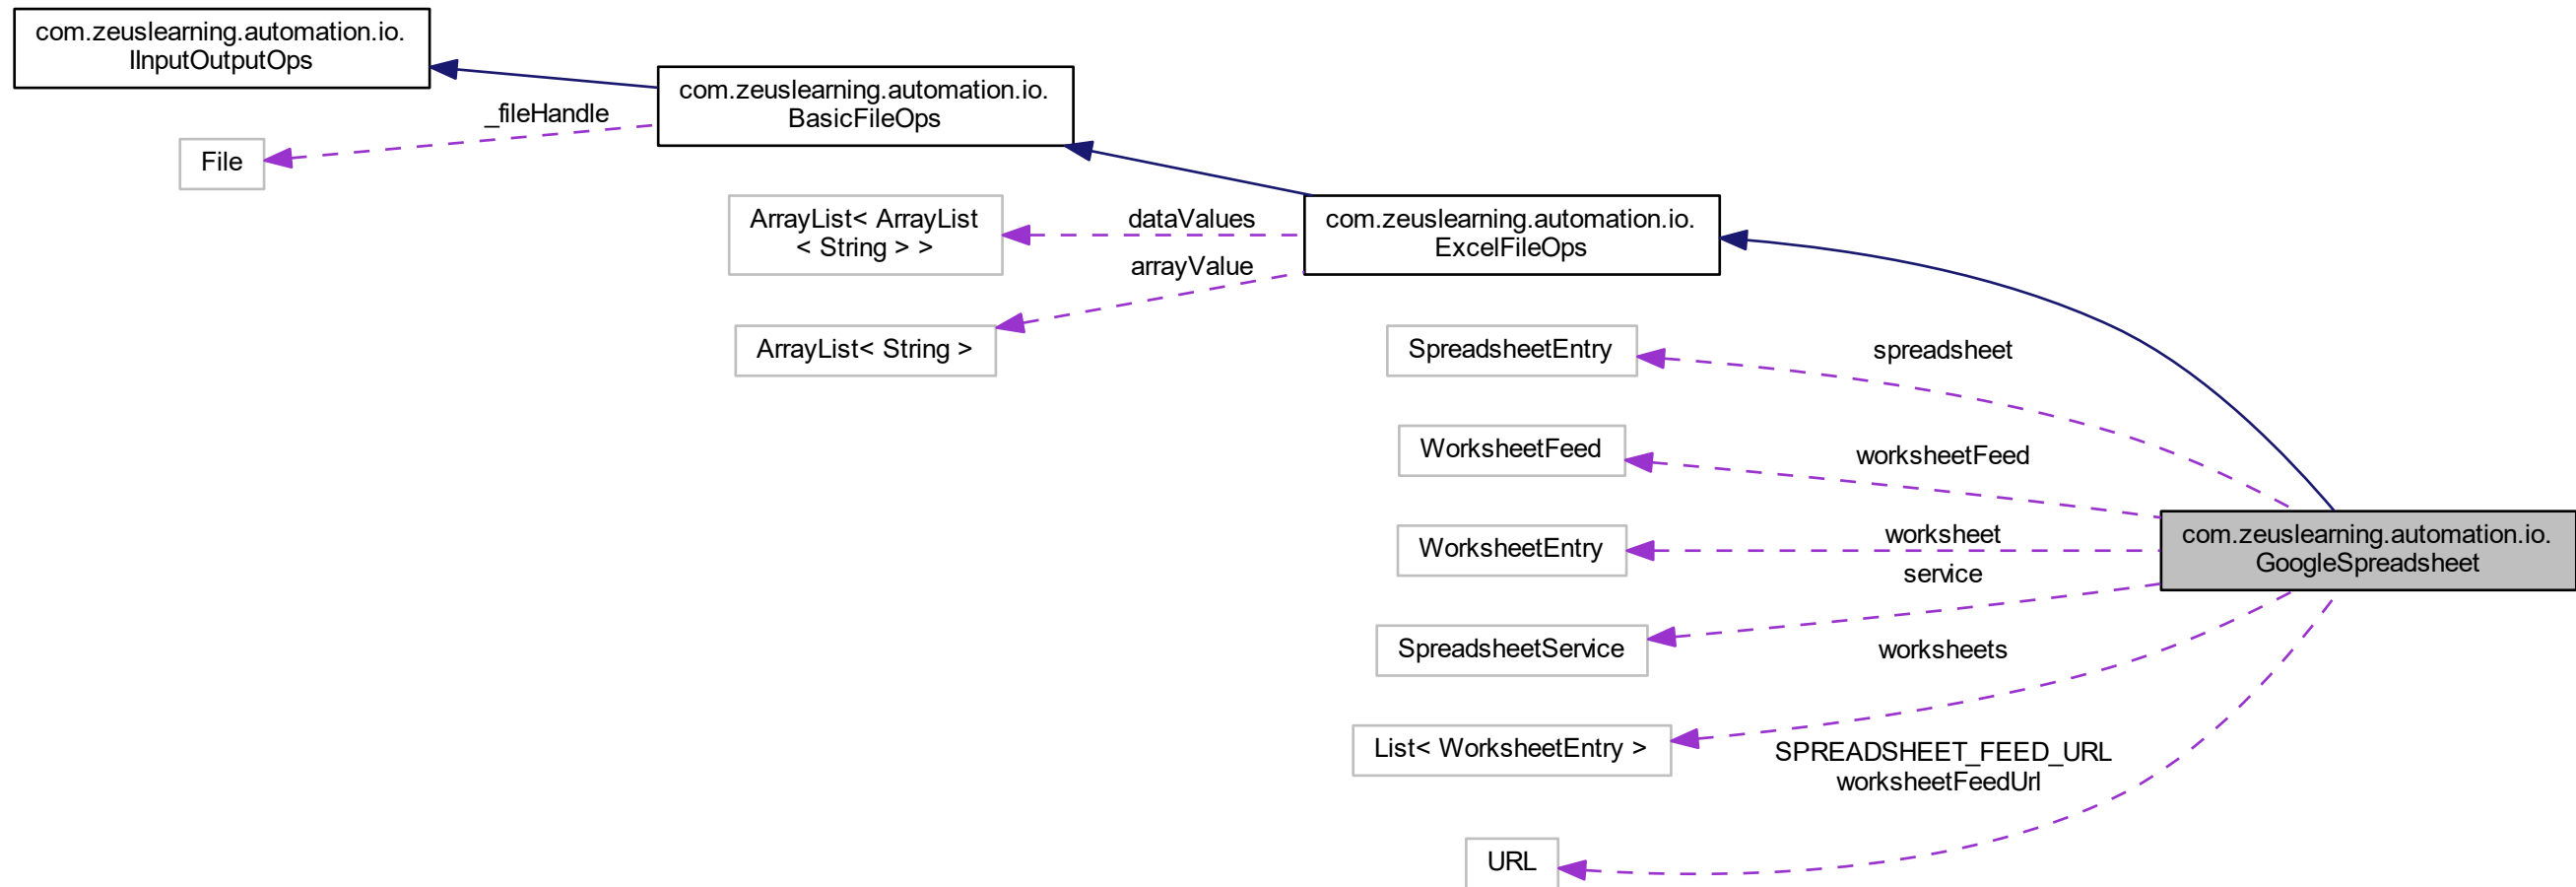 com.zeuslearning.automation.io.
IInputOutputOps
_fileHandle
File
com.zeuslearning.automation.io.
BasicFileOps
ArrayList< ArrayList
< String > >
dataValues
arrayValue
ArrayList< String >
com.zeuslearning.automation.io.
ExcelFileOps
SpreadsheetEntry
spreadsheet
WorksheetFeed
worksheetFeed
WorksheetEntry
worksheet
service
SpreadsheetService
worksheets
List< WorksheetEntry >
SPREADSHEET_FEED_URL
worksheetFeedUrl
URL
com.zeuslearning.automation.io.
GoogleSpreadsheet